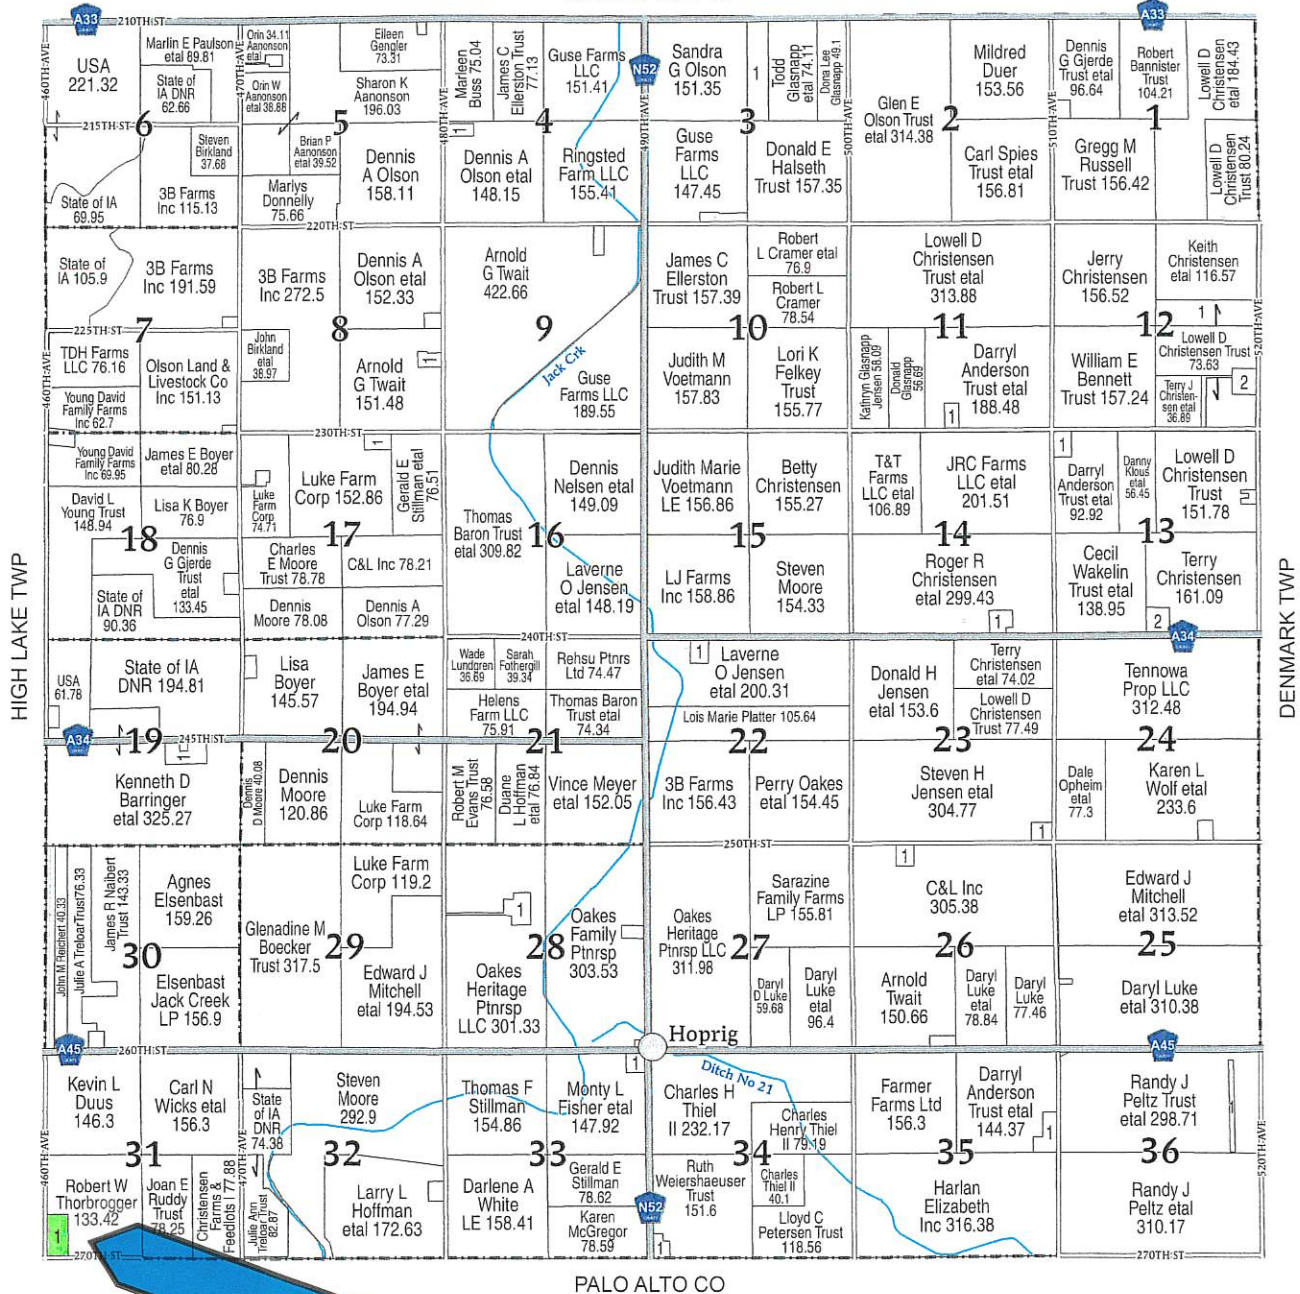 A33
210TH ST
A33
460TH AVE
USA
221.32
Marlin E Paulson
etal 89.81
State of
IA DNR
62.66
470TH AVE
Orin 34.11
Aanonson
etal
Orin W
Aanonson
etal 38.88
Eileen
Gengler
73.31
Sharon K
Aanonson
196.03
Marleen
Buss 75.04
James C
Ellerston Trust
77.13
Guse Farms
LLC
151.41
N52
Sandra
G Olson
151.35
1
Todd
Glasnapp
etal 74.11
Dona Lee
Glasnapp 49.1
500TH AVE
Glen E
Olson Trust
etal 314.38
Mildred
Duer
153.56
510TH AVE
Dennis
G Gjerde
Trust etal
96.64
Robert
Bannister
Trust
104.21
Lowell D
Christensen
etal 184.43
215TH ST
6
5
4
3
2
1
480TH AVE
1
490TH AVE
State of IA
69.95
Steven
Birkland
37.68
3B Farms
Inc 115.13
Brian P
Aanonson
etal 39.52
Marlys
Donnelly
75.66
Dennis
A Olson
158.11
Dennis A
Olson etal
148.15
Ringsted
Farm LLC
155.41
Guse
Farms
LLC
147.45
Donald E
Halseth
Trust 157.35
Carl Spies
Trust etal
156.81
Gregg M
Russell
Trust 156.42
Lowell D
Christensen
Trust 80.24
220TH ST
State of
IA 105.9
3B Farms
Inc 191.59
3B Farms
Inc 272.5
Dennis A
Olson etal
152.33
Arnold
G Twait
422.66
James C
Ellerston
Trust 157.39
Robert
L Cramer etal
76.9
Robert L
Cramer
78.54
Lowell D
Christensen
Trust etal
313.88
Jerry
Christensen
156.52
Keith
Christensen
etal 116.57
1
225TH ST
7
8
9
10
11
12
520TH AVE
460TH AVE
TDH Farms
LLC 76.16
Young David
Family Farms
Inc 62.7
Olson Land &
Livestock Co
Inc 151.13
John
Birkland
etal
38.97
Arnold
G Twait
151.48
1
Jack Crk
Guse
Farms LLC
189.55
Judith M
Voetmann
157.83
Lori K
Felkey
Trust
155.77
Kathryn Glasnapp
Jensen 58.09
Donald
Glasnapp
56.69
Darryl
Anderson
Trust etal
188.48
1
William E
Bennett
Trust 157.24
Lowell D
Christensen Trust
73.63
Terry J
Christen-
sen etal
36.89
2
230TH ST
Young David
Family Farms
Inc 69.95
James E Boyer
etal 80.28
David L
Young Trust
148.94
Lisa K Boyer
76.9
Luke
Farm
Corp
74.71
Luke Farm
Corp 152.86
1
Gerald E
Stillman etal
76.51
Thomas
Baron Trust
etal 309.82
Dennis
Nelsen etal
149.09
Judith Marie
Voetmann
LE 156.86
Betty
Christensen
155.27
T&T
Farms
LLC etal
106.89
JRC Farms
LLC etal
201.51
1
Darryl
Anderson
Trust etal
92.92
Danny
Klous
etal
56.45
Lowell D
Christensen
Trust
151.78
18
17
16
15
14
13
HIGH LAKE TWP
DENMARK TWP
State of
IA DNR
90.36
Dennis
G Gjerde
Trust
etal
133.45
Charles
E Moore
Trust 78.78
C&L Inc 78.21
Dennis
Moore 78.08
Dennis A
Olson 77.29
Laverne
O Jensen
etal 148.19
LJ Farms
Inc 158.86
Steven
Moore
154.33
Roger R
Christensen
etal 299.43
1
Cecil
Wakelin
Trust etal
138.95
Terry
Christensen
161.09
2
240TH ST
A34
USA
61.78
State of IA
DNR 194.81
Lisa
Boyer
145.57
James E
Boyer etal
194.94
Wade
Lundgren
36.69
Sarah
Fothergill
39.34
Rehsu Ptnrs
Ltd 74.47
Helens
Farm LLC
75.91
Thomas Baron
Trust etal
74.34
1
Laverne
O Jensen
etal 200.31
Lois Marie Platter 105.64
Donald H
Jensen
etal 153.6
Terry
Christensen
etal 74.02
Lowell D
Christensen
Trust 77.49
Tennowa
Prop LLC
312.48
A34
245TH ST
19
20
21
22
23
24
1
Kenneth D
Barringer
etal 325.27
Dennis
D Moore 40.08
Dennis
Moore
120.86
Luke Farm
Corp 118.64
Robert M
Evans Trust
76.58
Duane
L Hoffman
etal 76.84
Vince Meyer
etal 152.05
3B Farms
Inc 156.43
Perry Oakes
etal 154.45
Steven H
Jensen etal
304.77
1
Dale
Opheim
etal
77.3
Karen L
Wolf etal
233.6
250TH ST
John M Reichert 40.33
Julie A Treloar Trust 76.33
James R Naibert
Trust 143.33
Agnes
Elsenbast
159.26
Glenadine M
Boecker
Trust 317.5
Luke Farm
Corp 119.2
1
Oakes
Family
Ptnrsp
303.53
Oakes
Heritage
Ptnrsp LLC
311.98
Sarazine
Family Farms
LP 155.81
1
C&L Inc
305.38
Edward J
Mitchell
etal 313.52
30
29
28
27
26
25
Elsenbast
Jack Creek
LP 156.9
Edward J
Mitchell
etal 194.53
Oakes
Heritage
Ptnrsp
LLC 301.33
Daryl
D Luke
59.68
Daryl
Luke
etal
96.4
Arnold
Twait
150.66
Daryl
Luke
etal
78.84
Daryl
Luke
77.46
Daryl Luke
etal 310.38
A45
260TH ST
Hoprig
A45
Kevin L
Duus
146.3
Carl N
Wicks etal
156.3
State
of IA
DNR
74.38
Steven
Moore
292.9
Thomas F
Stillman
154.86
Monty L
Eisner etal
147.92
1
Ditch No 21
Charles H
Thiel
II 232.17
Charles
Henry Thiel
II 79.19
Farmer
Farms Ltd
156.3
Darryl
Anderson
Trust etal
144.37
1
Randy J
Peltz Trust
etal 298.71
1
31
32
33
34
35
36
460TH AVE
470TH AVE
520TH AVE
Robert W
Thorbrogger
133.42
1
Joan E
Ruddy
Trust
78.25
Christensen
Farms &
Feedlots I 77.88
Julie Ann
Treloar Trust
82.87
Larry L
Hoffman
etal 172.63
Darlene A
White
LE 158.41
Gerald E
Stillman
78.62
Karen
McGregor
78.59
N52
Ruth
Weiershaeuser
Trust
151.6
1
Charles
Thiel II
40.1
Lloyd C
Petersen Trust
118.56
Harlan
Elizabeth
Inc 316.38
Randy J
Peltz etal
310.17
270TH ST
270TH ST
PALO ALTO CO